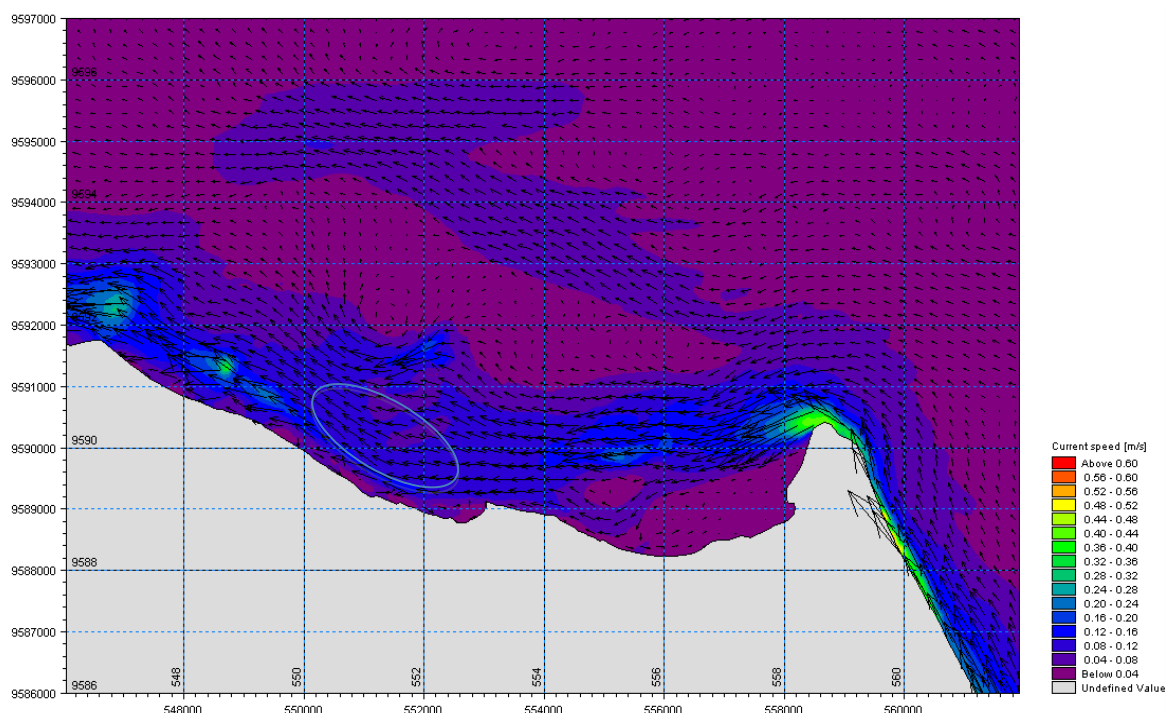 9597000
9596000
9595000
9594000
9593000
9592000
9591000
9590000
9589000
9588000
9587000
9586000
9596
9594
9590
9588
9586
548
550
552
554
556
558
560
548000
550000
552000
554000
556000
558000
560000
Current speed [m/s]
Above 0.60
0.56 - 0.60
0.52 - 0.56
0.48 - 0.52
0.44 - 0.48
0.40 - 0.44
0.36 - 0.40
0.32 - 0.36
0.28 - 0.32
0.24 - 0.28
0.20 - 0.24
0.16 - 0.20
0.12 - 0.16
0.08 - 0.12
0.04 - 0.08
Below 0.04
Undefined Value